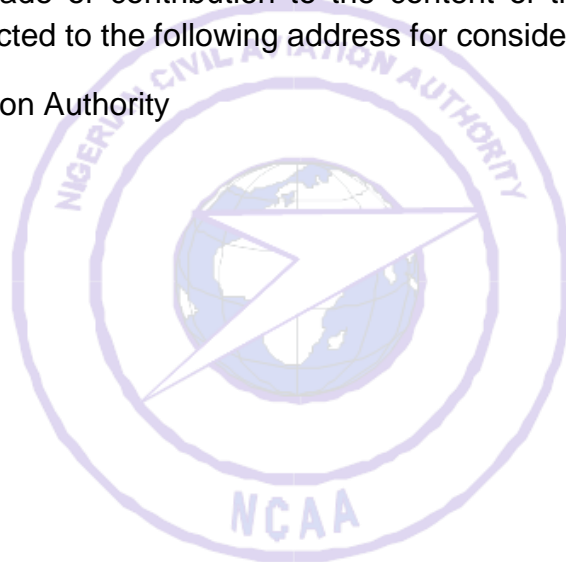 ade or contribution to the content of th
cted to the following address for conside
on Authority
NIGERIAN CIVIL AVIATION AUTHORITY
NCAA